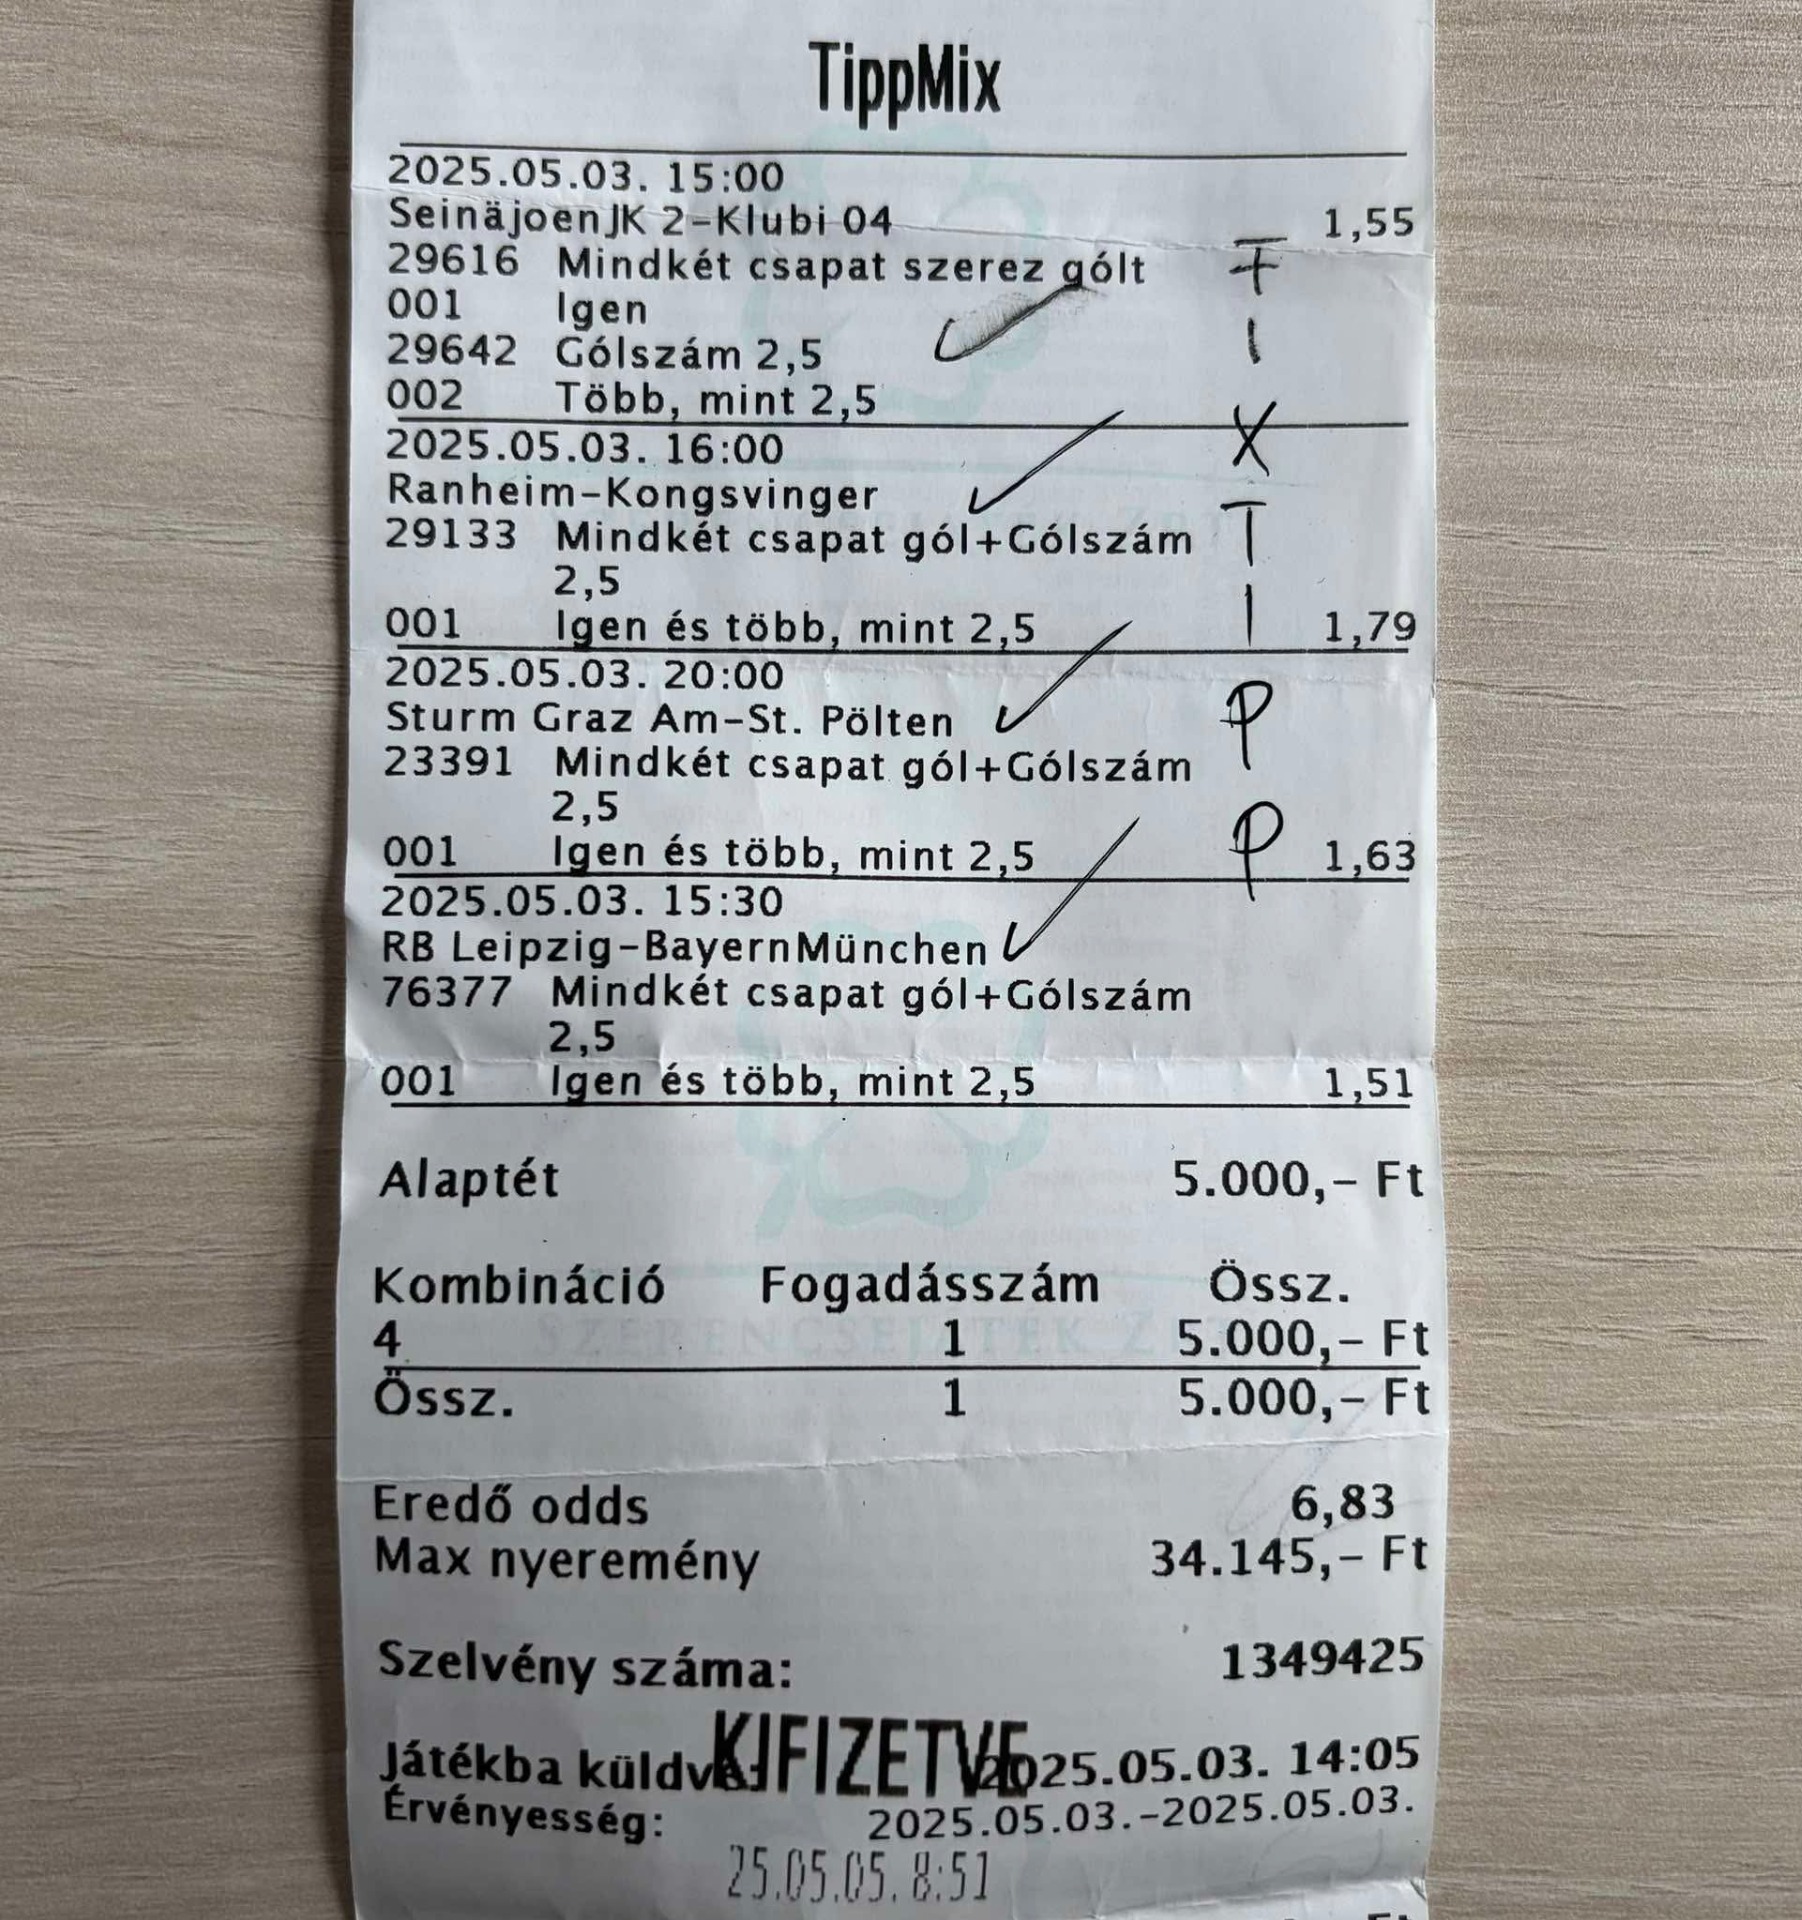 TippMix
2025.05.03. 15:00
SeinäjoenJK 2-Klubi 04 1,55
29616 Mindkét csapat szerez gólt
001 Igen
29642 Gólszám 2,5
002 Több, mint 2,5
2025.05.03. 16:00
Ranheim-Kongsvinger
29133 Mindkét csapat gól+Gólszám
2,5
001 Igen és több, mint 2,5 1,79
2025.05.03. 20:00
Sturm Graz Am-St. Pölten
23391 Mindkét csapat gól+Gólszám
2,5
001 Igen és több, mint 2,5 1,63
2025.05.03. 15:30
RB Leipzig-BayernMünchen
76377 Mindkét csapat gól+Gólszám
2,5
001 Igen és több, mint 2,5 1,51
F
I
X
T
I
P
P
Alaptét 5.000,- Ft
Kombináció Fogadásszám Össz.
4 1 5.000,- Ft
SZERENCSEJÁTÉK
Össz. 1 5.000,- Ft
Eredő odds 6,83
Max nyeremény 34.145,- Ft
Szelvény száma: 1349425
Játékba küldve: 2025.05.03. 14:05
KIFIZETVE
Érvényesség: 2025.05.03.-2025.05.03.
25.05.05. 8:51